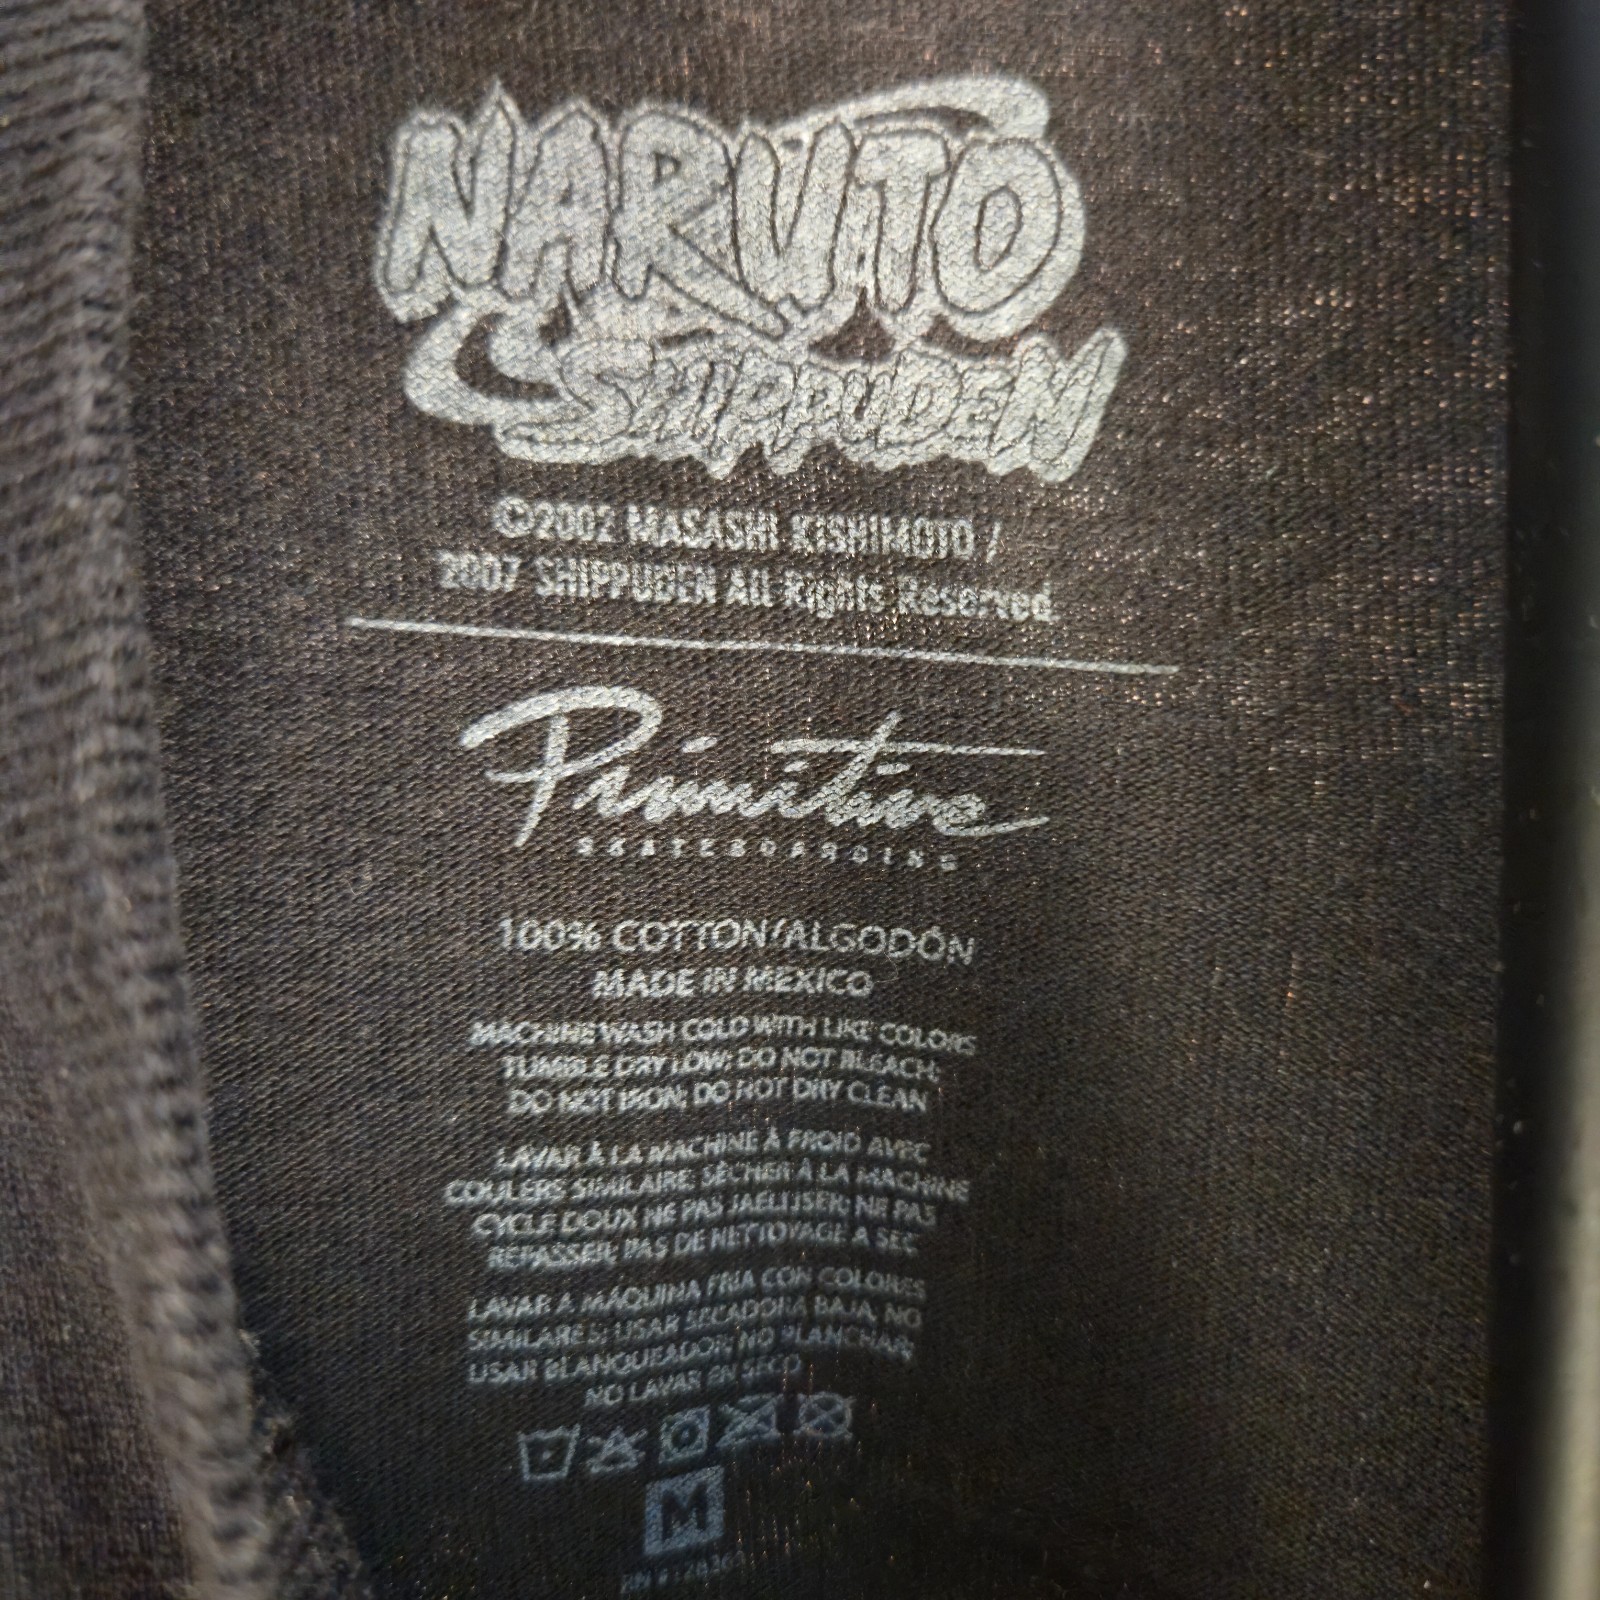 NARUTO
SHIPPUDEN
©2002 MASASHI KISHIMOTO /
2007 SHIPPUDEN All Rights Reserved.
Primitive
SKATEBOARDING
100% COTTON/ALGODÓN
MADE IN MEXICO
MACHINE WASH COLD WITH LIKE COLORS
TUMBLE DRY LOW; DO NOT BLEACH;
DO NOT IRON; DO NOT DRY CLEAN
LAVAR À LA MACHINE À FROID AVEC
COULERS SIMILAIRE; SÉCHER À LA MACHINE
CYCLE DOUX NE PAS JAELLISER; NE PAS
REPASSER; PAS DE NETTOYAGE A SEC
LAVAR A MÁQUINA FRIA CON COLORES
SIMILARES; USAR SECADORA BAJA, NO
USAR BLANQUEADOR; NO PLANCHAR;
NO LAVAR EN SECO
M